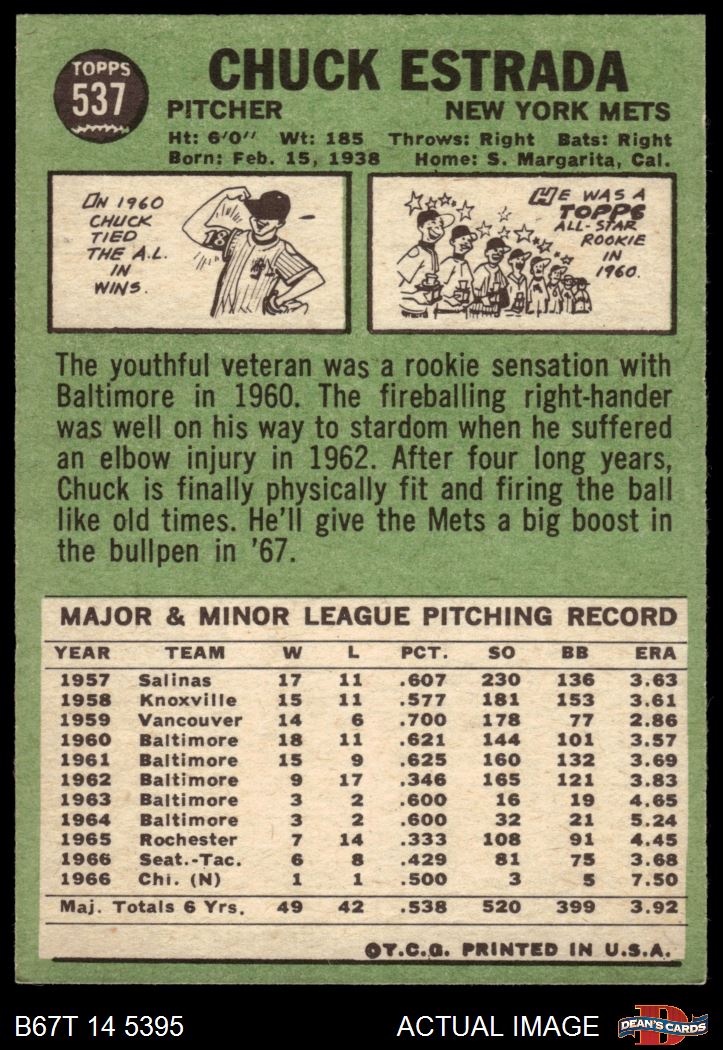 TOPPS
537
CHUCK ESTRADA
PITCHER NEW YORK METS
Ht: 6'0" Wt: 185 Throws: Right Bats: Right
Born: Feb. 15, 1938 Home: S. Margarita, Cal.
IN 1960
CHUCK
TIED
THE A.L.
IN
WINS.
18
HE WAS A
TOPPS
ALL-STAR
ROOKIE
IN
1960.
The youthful veteran was a rookie sensation with
Baltimore in 1960. The fireballing right-hander
was well on his way to stardom when he suffered
an elbow injury in 1962. After four long years,
Chuck is finally physically fit and firing the ball
like old times. He'll give the Mets a big boost in
the bullpen in '67.
MAJOR & MINOR LEAGUE PITCHING RECORD
YEAR TEAM W L PCT. SO BB ERA
1957 Salinas 17 11 .607 230 136 3.63
1958 Knoxville 15 11 .577 181 153 3.61
1959 Vancouver 14 6 .700 178 77 2.86
1960 Baltimore 18 11 .621 144 101 3.57
1961 Baltimore 15 9 .625 160 132 3.69
1962 Baltimore 9 17 .346 165 121 3.83
1963 Baltimore 3 2 .600 16 19 4.65
1964 Baltimore 3 2 .600 32 21 5.24
1965 Rochester 7 14 .333 108 91 4.45
1966 Seat.-Tac. 6 8 .429 81 75 3.68
1966 Chi. (N) 1 1 .500 3 5 7.50
Maj. Totals 6 Yrs. 49 42 .538 520 399 3.92
©T.C.G. PRINTED IN U.S.A.
B67T 14 5395 ACTUAL IMAGE DEAN'S CARDS